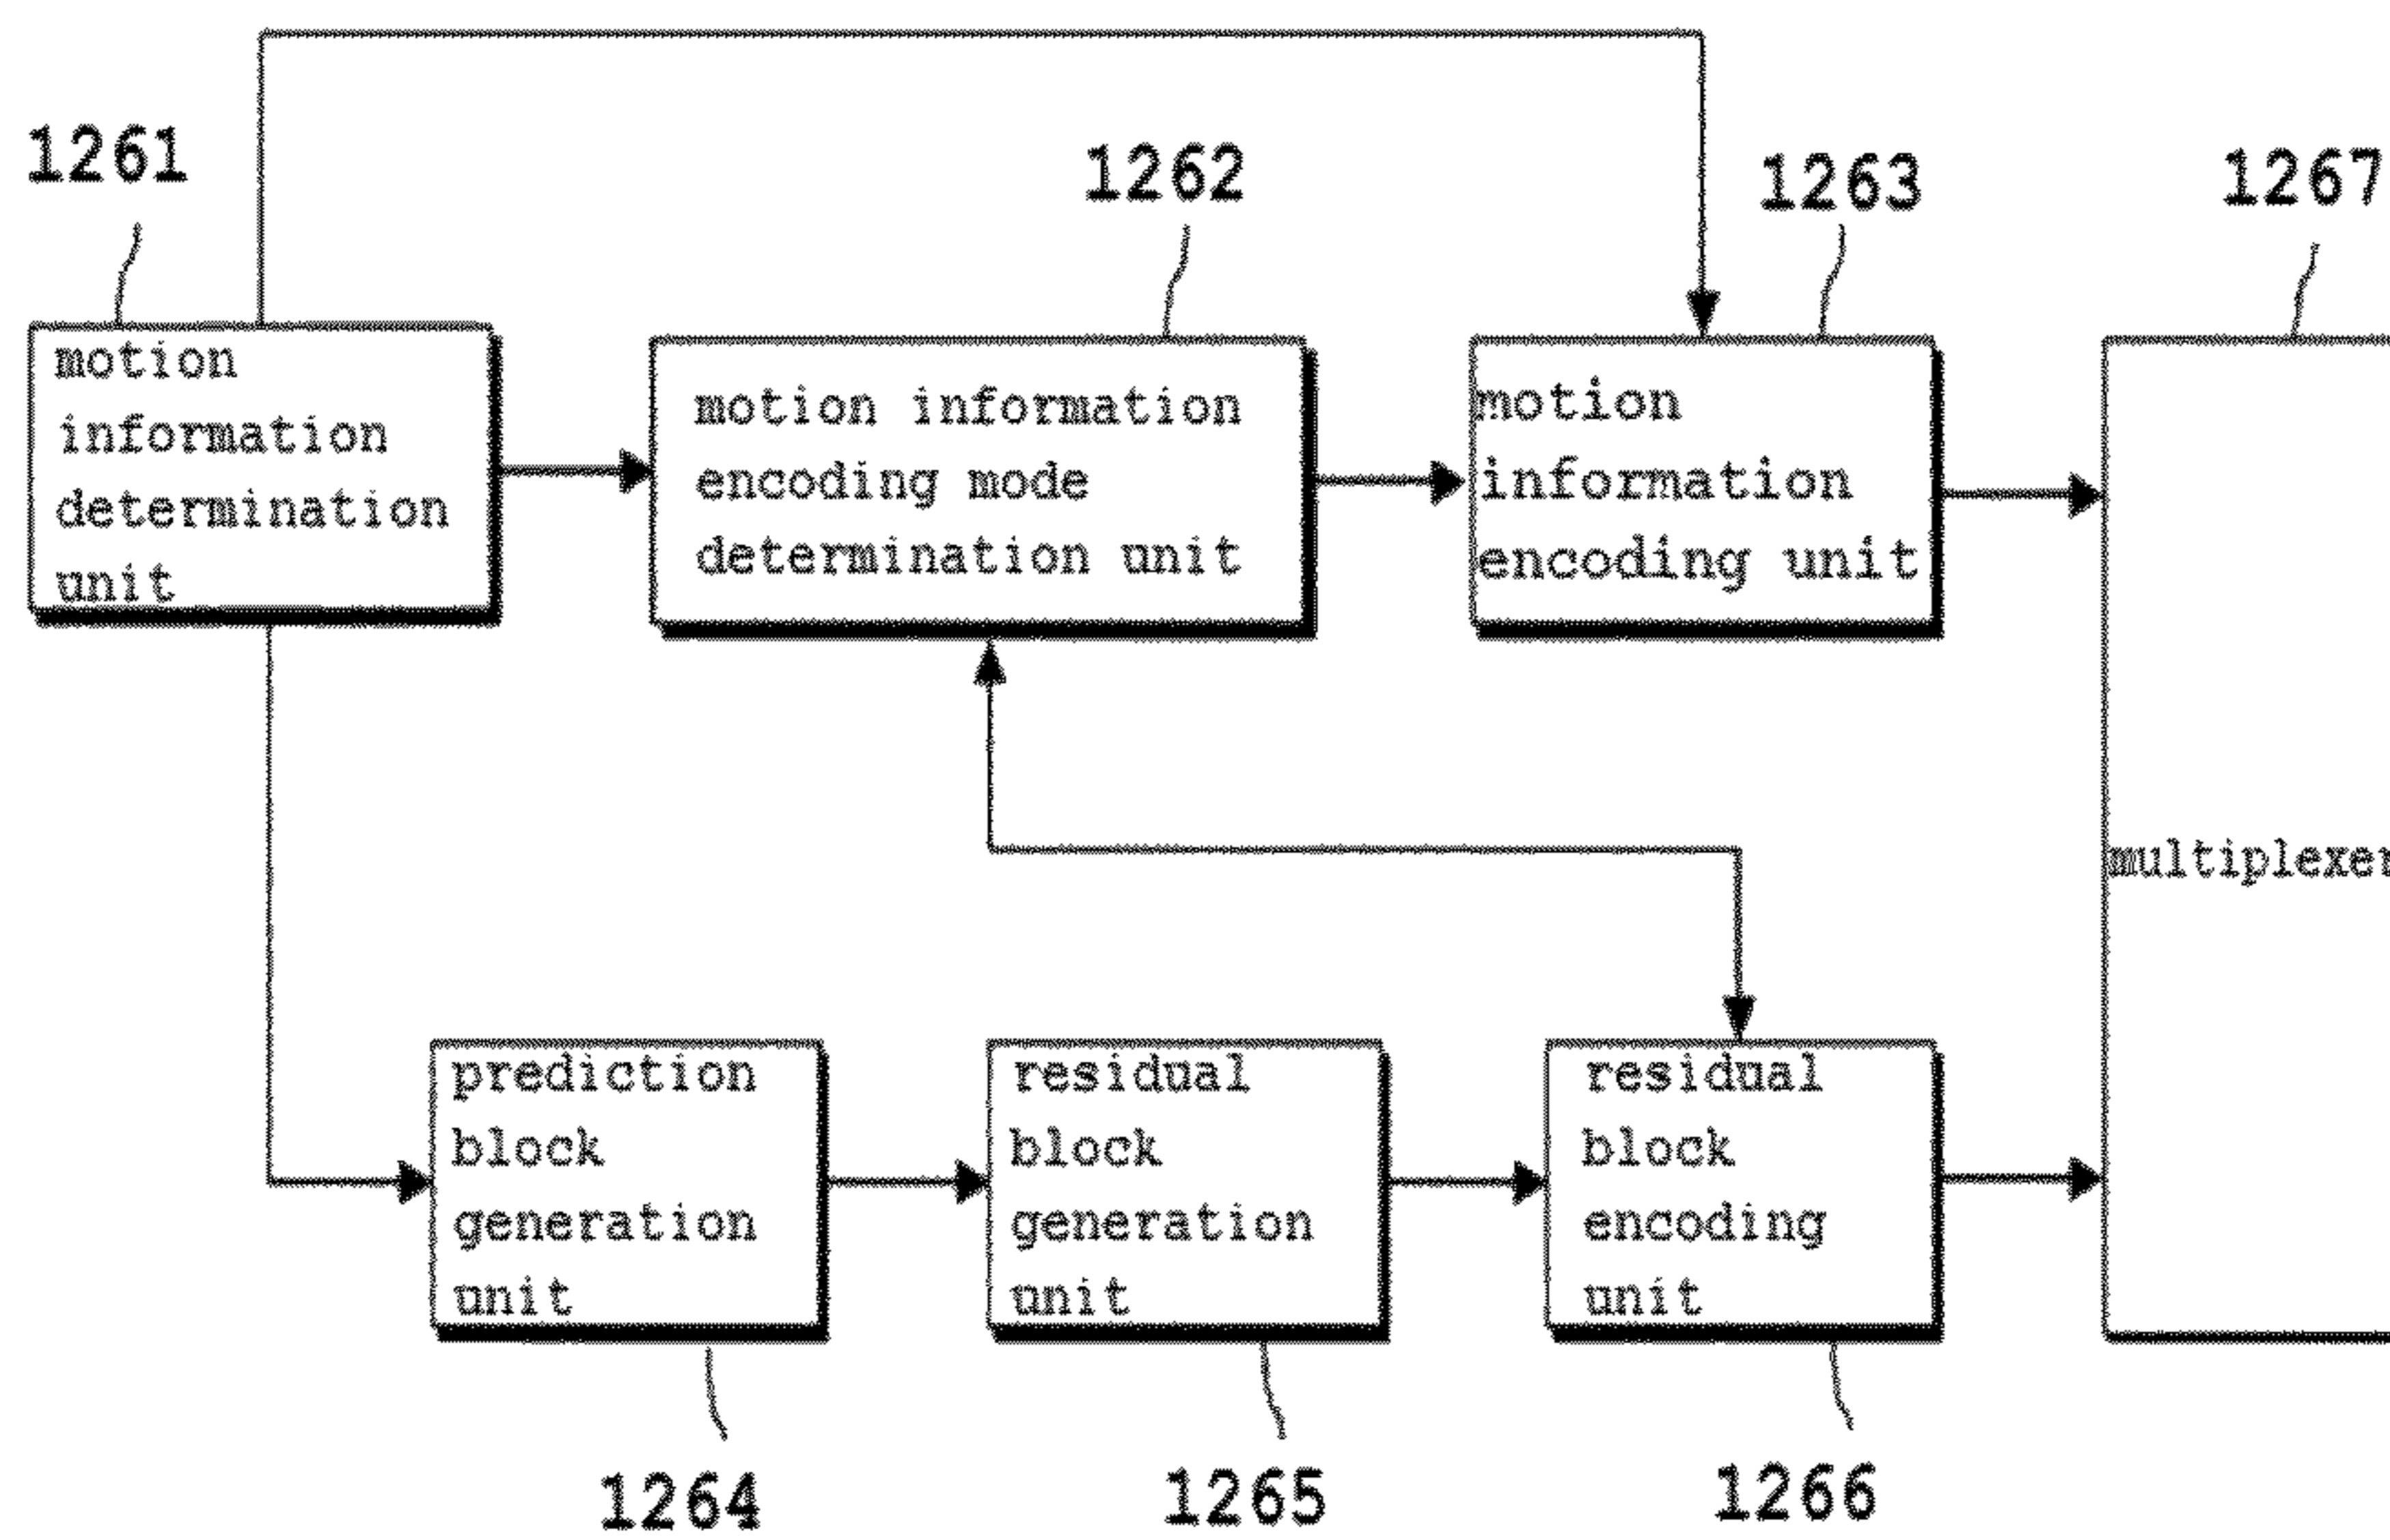 1261
1262
1263
1267
motion
information
determination
unit
motion information
encoding mode
determination unit
motion
information
encoding unit
multiplexer
prediction
block
generation
unit
residual
block
generation
unit
residual
block
encoding
unit
1264
1265
1266